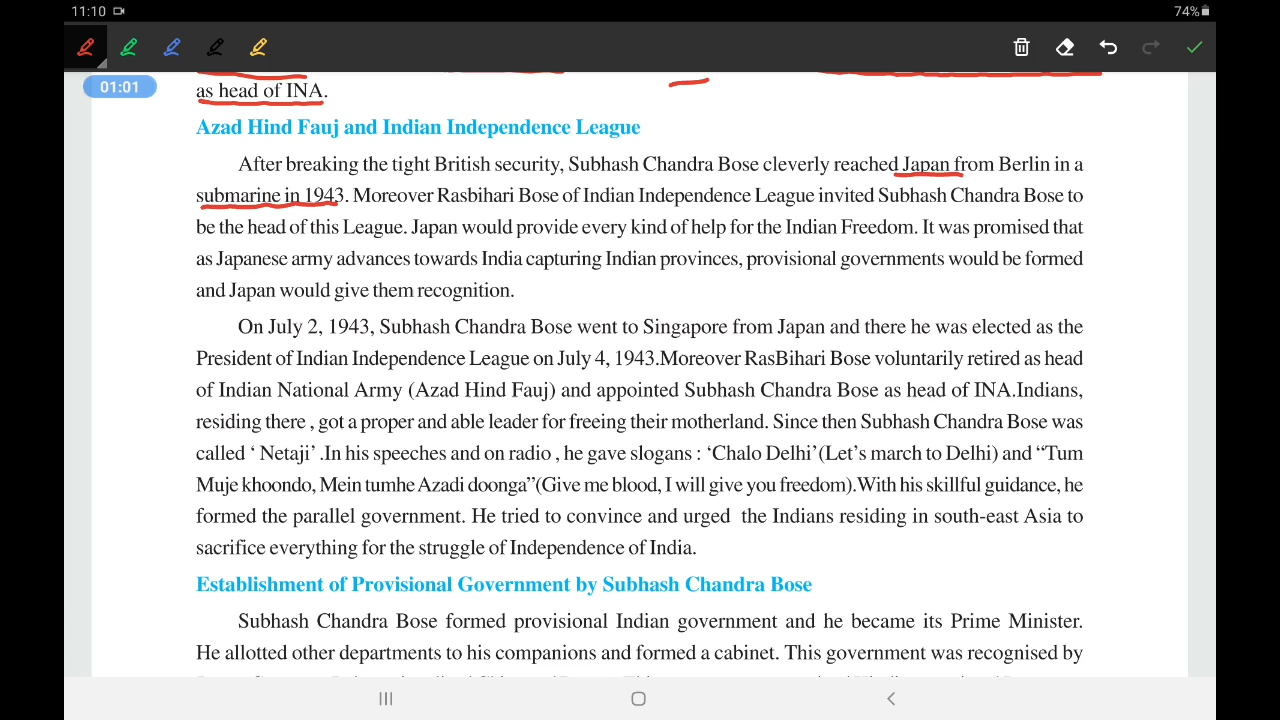 11:10
74%
01:01
as head of INA.
Azad Hind Fauj and Indian Independence League
After breaking the tight British security, Subhash Chandra Bose cleverly reached Japan from Berlin in a
submarine in 1943. Moreover Rasbihari Bose of Indian Independence League invited Subhash Chandra Bose to
be the head of this League. Japan would provide every kind of help for the Indian Freedom. It was promised that
as Japanese army advances towards India capturing Indian provinces, provisional governments would be formed
and Japan would give them recognition.
On July 2, 1943, Subhash Chandra Bose went to Singapore from Japan and there he was elected as the
President of Indian Independence League on July 4, 1943.Moreover RasBihari Bose voluntarily retired as head
of Indian National Army (Azad Hind Fauj) and appointed Subhash Chandra Bose as head of INA.Indians,
residing there , got a proper and able leader for freeing their motherland. Since then Subhash Chandra Bose was
called ‘ Netaji’ .In his speeches and on radio , he gave slogans : ‘Chalo Delhi’(Let’s march to Delhi) and “Tum
Muje khoondo, Mein tumhe Azadi doonga”(Give me blood, I will give you freedom).With his skillful guidance, he
formed the parallel government. He tried to convince and urged the Indians residing in south-east Asia to
sacrifice everything for the struggle of Independence of India.
Establishment of Provisional Government by Subhash Chandra Bose
Subhash Chandra Bose formed provisional Indian government and he became its Prime Minister.
He allotted other departments to his companions and formed a cabinet. This government was recognised by